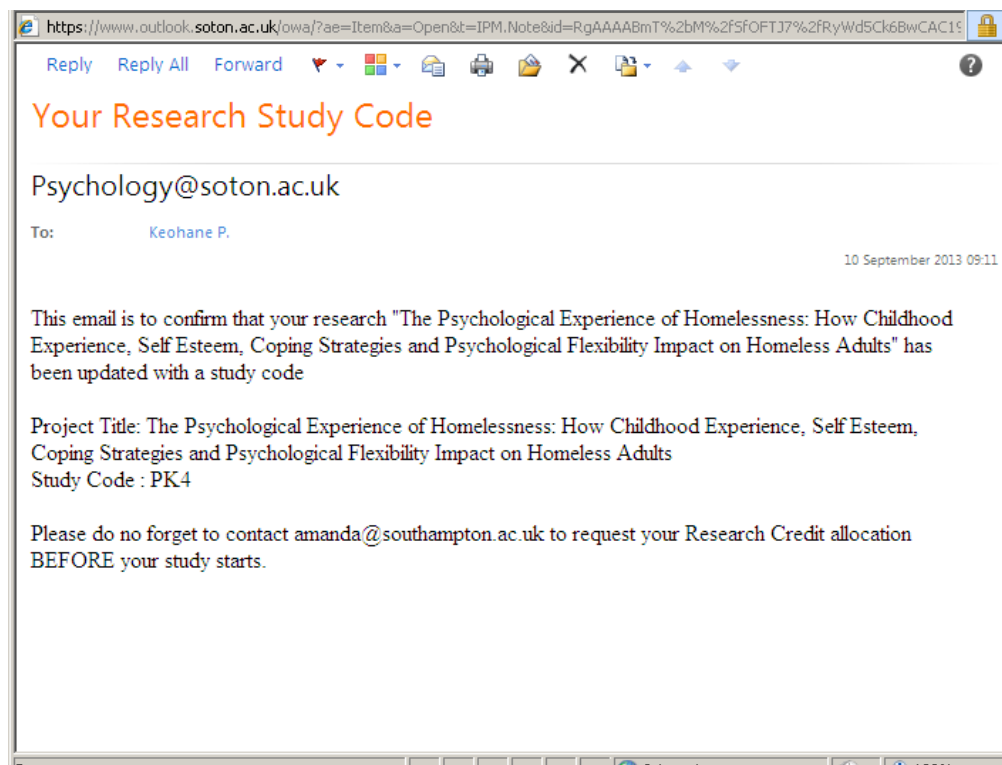 https://www.outlook.soton.ac.uk/owa/?ae=Item&a=Open&t=IPM.Note&id=RgAAAABmT%2bM%2fSfOFTJ7%2fRyWd5Ck6BwCAC19
Reply Reply All Forward
Your Research Study Code
Psychology@soton.ac.uk
To: Keohane P.
10 September 2013 09:11
This email is to confirm that your research "The Psychological Experience of Homelessness: How Childhood
Experience, Self Esteem, Coping Strategies and Psychological Flexibility Impact on Homeless Adults" has
been updated with a study code
Project Title: The Psychological Experience of Homelessness: How Childhood Experience, Self Esteem,
Coping Strategies and Psychological Flexibility Impact on Homeless Adults
Study Code : PK4
Please do no forget to contact amanda@southampton.ac.uk to request your Research Credit allocation
BEFORE your study starts.